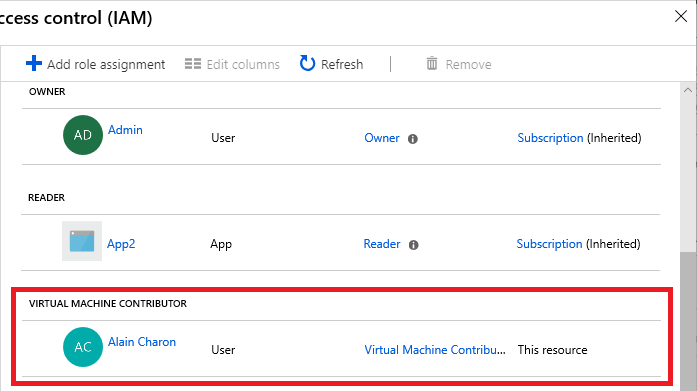 ccess control (IAM)
Add role assignment Edit columns Refresh Remove
OWNER
AD Admin User Owner Subscription (Inherited)
READER
App2 App Reader Subscription (Inherited)
VIRTUAL MACHINE CONTRIBUTOR
AC Alain Charon User Virtual Machine Contribu... This resource